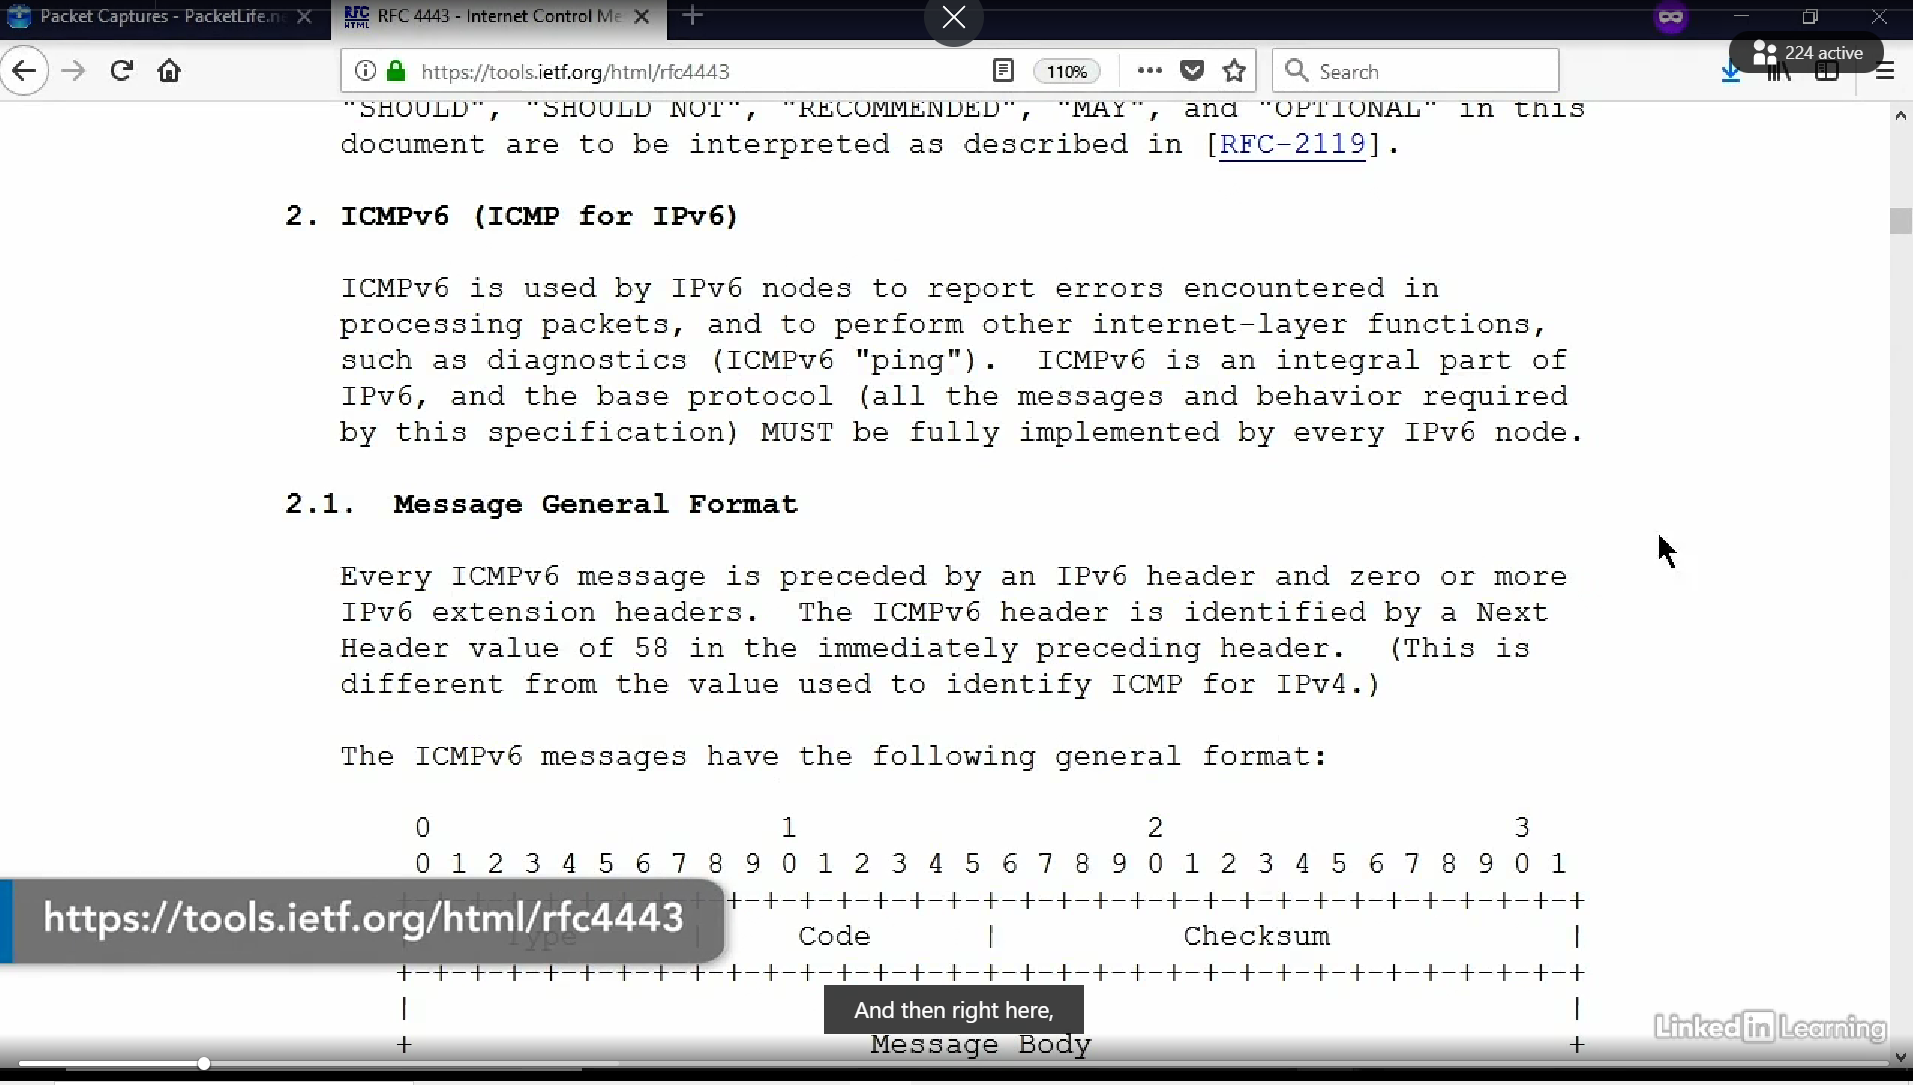 Packet Captures - PacketLife.ne
RFC HTML RFC 4443 - Internet Control Me
224 active
https://tools.ietf.org/html/rfc4443
110%
Search
"SHOULD", "SHOULD NOT", "RECOMMENDED", "MAY", and "OPTIONAL" in this
document are to be interpreted as described in [RFC-2119].
2. ICMPv6 (ICMP for IPv6)
ICMPv6 is used by IPv6 nodes to report errors encountered in
processing packets, and to perform other internet-layer functions,
such as diagnostics (ICMPv6 "ping"). ICMPv6 is an integral part of
IPv6, and the base protocol (all the messages and behavior required
by this specification) MUST be fully implemented by every IPv6 node.
2.1. Message General Format
Every ICMPv6 message is preceded by an IPv6 header and zero or more
IPv6 extension headers. The ICMPv6 header is identified by a Next
Header value of 58 in the immediately preceding header. (This is
different from the value used to identify ICMP for IPv4.)
The ICMPv6 messages have the following general format:
0 1 2 3
0 1 2 3 4 5 6 7 8 9 0 1 2 3 4 5 6 7 8 9 0 1 2 3 4 5 6 7 8 9 0 1
+-+-+-+-+-+-+-+-+-+-+-+-+-+-+-+-+-+-+-+-+-+-+-+-+
https://tools.ietf.org/html/rfc4443
Type | Code | Checksum |
+-+-+-+-+-+-+-+-+-+-+-+-+-+-+-+-+-+-+-+-+-+-+-+-+-+-+-+-+-+-+-+-+
| |
And then right here,
+ Message Body +
Linked in Learning